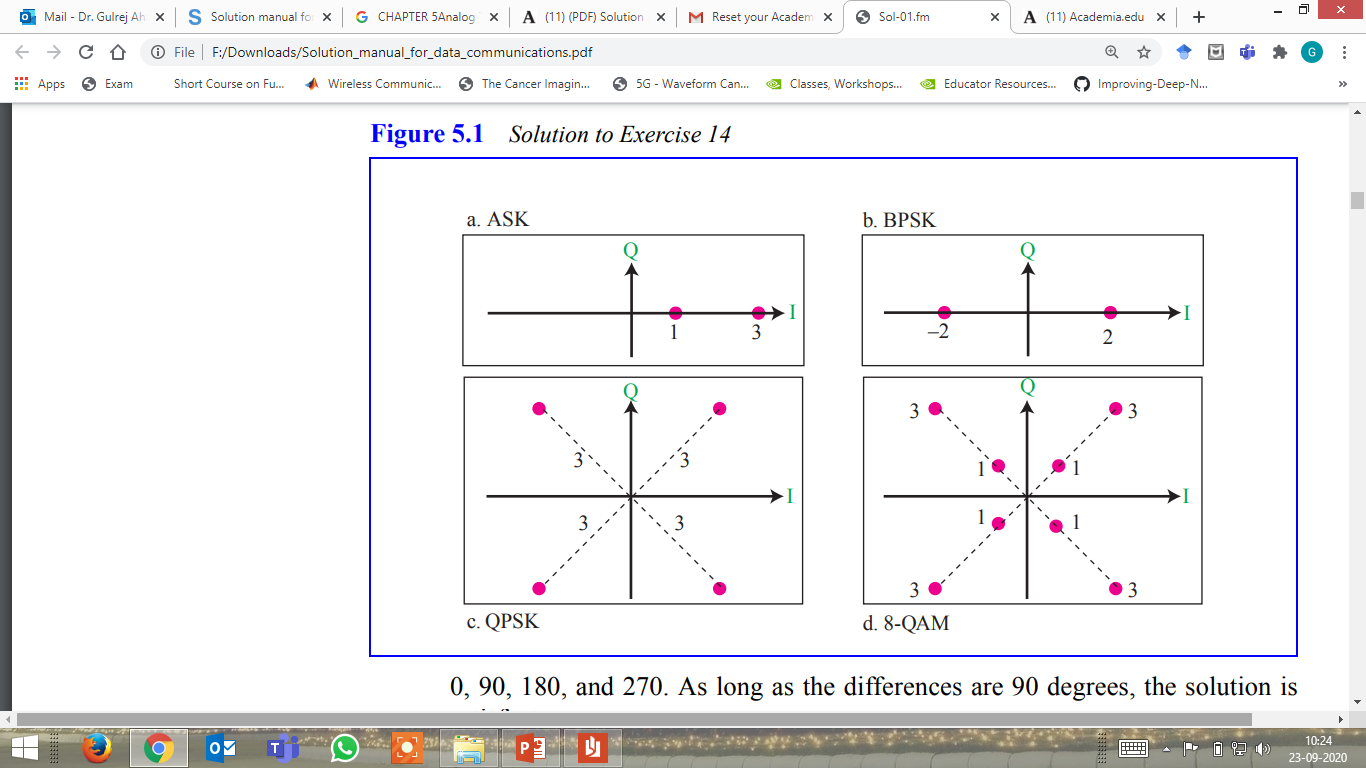 Mail - Dr. Gulrej Ah
Solution manual fo
CHAPTER 5Analog
(11) (PDF) Solution
Reset your Academ
Sol-01.fm
(11) Academia.edu
File F:/Downloads/Solution_manual_for_data_communications.pdf
G
Apps
Exam
Short Course on Fu...
Wireless Communic...
The Cancer Imagin...
5G - Waveform Can...
Classes, Workshops...
Educator Resources...
Improving-Deep-N...
»
Figure 5.1 Solution to Exercise 14
a. ASK
Q
I
1
3
b. BPSK
Q
I
–2
2
Q
3
3
I
3
3
c. QPSK
Q
3
3
1
1
I
1
1
3
3
d. 8-QAM
0, 90, 180, and 270. As long as the differences are 90 degrees, the solution is
10:24
23-09-2020